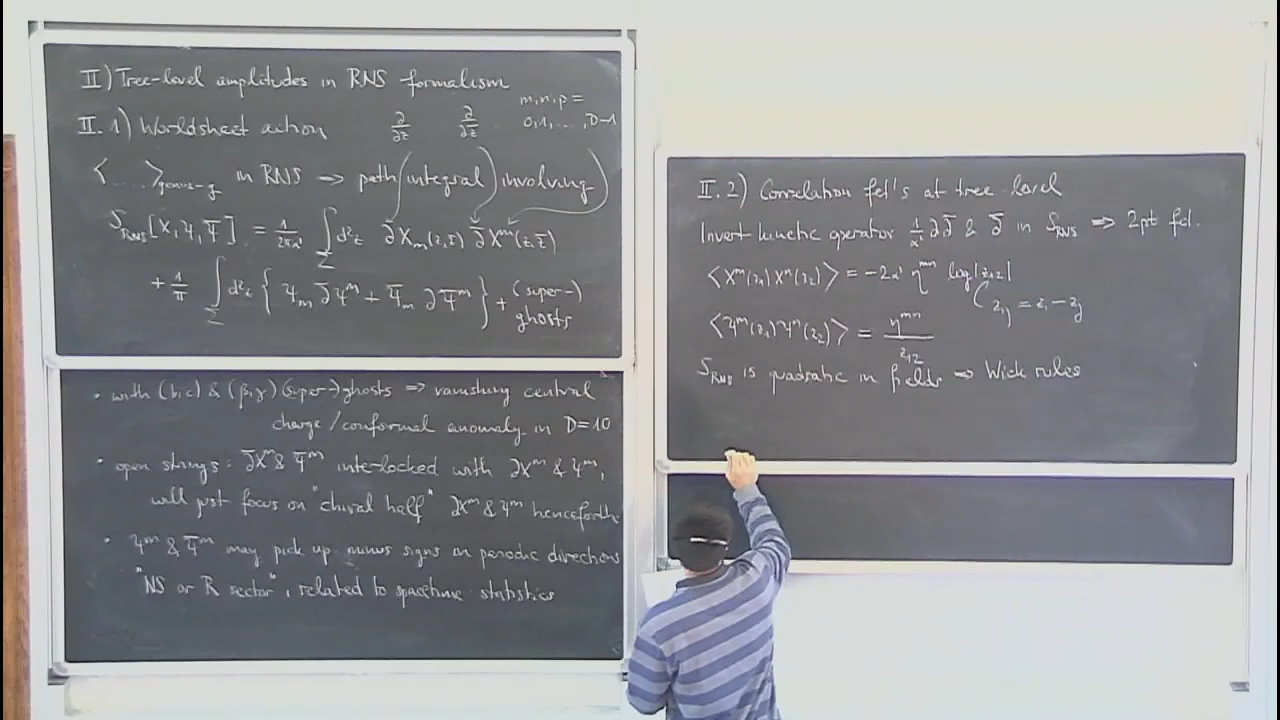 II) Tree-level amplitudes in RNS formalism
II.1) Worldsheet action ∂/∂z ∂/∂z̄ m,n,p = 0,1,...,D-1
<.....>genus-g in RNS → path integral involving
S_RNS[X,ψ,ψ̄] = 1/2πα' ∫_Σ d²z ∂X_m(z,z̄) ∂̄X^m(z,z̄)
+ 1/π ∫_Σ d²z { ψ_m ∂̄ψ^m + ψ̄_m ∂ψ̄^m } + (super-) ghosts
• with (b,c) & (β,γ) (super-)ghosts ⇒ vanishing central
charge/conformal anomaly in D=10
• open strings: ∂̄X^m & ψ̄^m inter-locked with ∂X^m & ψ^m,
will just focus on "chiral half" ∂X^m & ψ^m henceforth
• ψ^m & ψ̄^m may pick up minus signs in periodic directions
"NS or R sector", related to spacetime statistics
II.2) Correlation fct's at tree level
Invert kinetic operator 1/α' ∂∂̄ & ∂̄ in S_RNS ⇒ 2pt fct.
<X^m(z_1) X^n(z_2)> = -2α' η^mn log|z_12|
z_ij = z_i - z_j
<ψ^m(z_1) ψ^n(z_2)> = η^mn / z_12
S_RNS is quadratic in fields ⇒ Wick rules